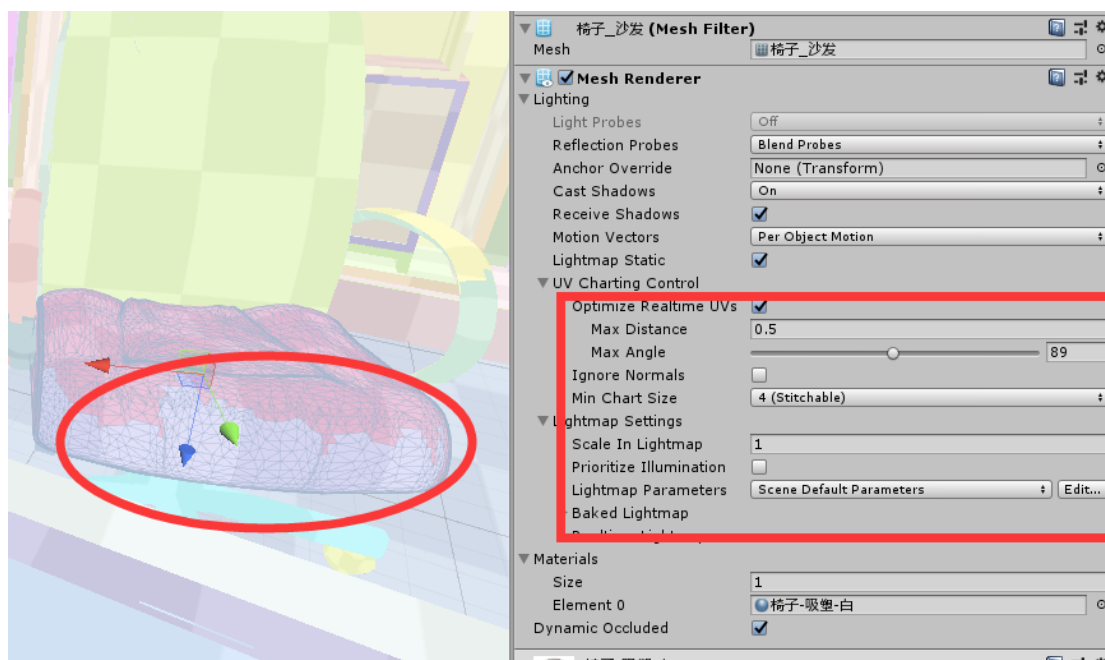 椅子_沙发 (Mesh Filter)
Mesh 椅子_沙发
Mesh Renderer
Lighting
Light Probes Off
Reflection Probes Blend Probes
Anchor Override None (Transform)
Cast Shadows On
Receive Shadows
Motion Vectors Per Object Motion
Lightmap Static
UV Charting Control
Optimize Realtime UVs
Max Distance 0.5
Max Angle 89
Ignore Normals
Min Chart Size 4 (Stitchable)
Lightmap Settings
Scale In Lightmap 1
Prioritize Illumination
Lightmap Parameters Scene Default Parameters Edit...
Baked Lightmap
Materials
Size 1
Element 0 椅子-吸塑-白
Dynamic Occluded